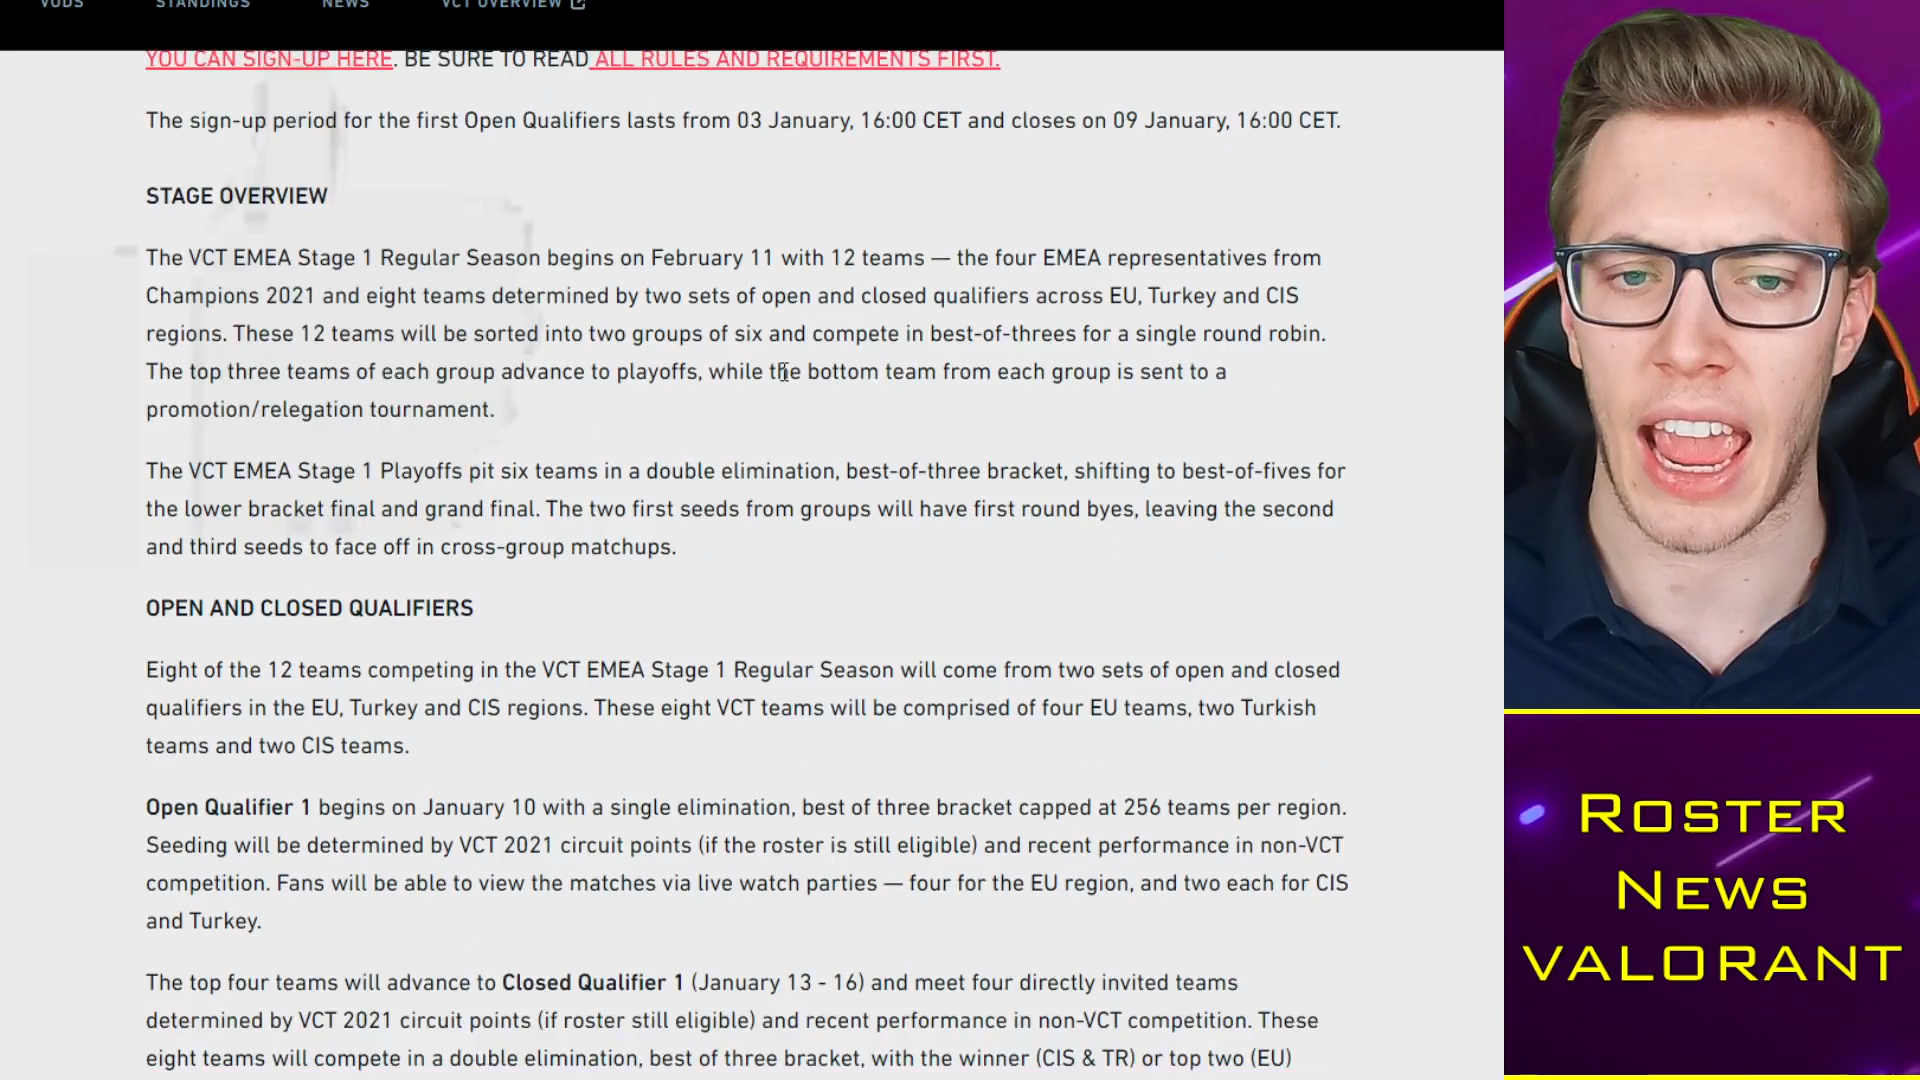 VODS STANDINGS NEWS VCT OVERVIEW
YOU CAN SIGN-UP HERE. BE SURE TO READ ALL RULES AND REQUIREMENTS FIRST.
The sign-up period for the first Open Qualifiers lasts from 03 January, 16:00 CET and closes on 09 January, 16:00 CET.
STAGE OVERVIEW
The VCT EMEA Stage 1 Regular Season begins on February 11 with 12 teams — the four EMEA representatives from
Champions 2021 and eight teams determined by two sets of open and closed qualifiers across EU, Turkey and CIS
regions. These 12 teams will be sorted into two groups of six and compete in best-of-threes for a single round robin.
The top three teams of each group advance to playoffs, while the bottom team from each group is sent to a
promotion/relegation tournament.
The VCT EMEA Stage 1 Playoffs pit six teams in a double elimination, best-of-three bracket, shifting to best-of-fives for
the lower bracket final and grand final. The two first seeds from groups will have first round byes, leaving the second
and third seeds to face off in cross-group matchups.
OPEN AND CLOSED QUALIFIERS
Eight of the 12 teams competing in the VCT EMEA Stage 1 Regular Season will come from two sets of open and closed
qualifiers in the EU, Turkey and CIS regions. These eight VCT teams will be comprised of four EU teams, two Turkish
teams and two CIS teams.
Open Qualifier 1 begins on January 10 with a single elimination, best of three bracket capped at 256 teams per region.
Seeding will be determined by VCT 2021 circuit points (if the roster is still eligible) and recent performance in non-VCT
competition. Fans will be able to view the matches via live watch parties — four for the EU region, and two each for CIS
and Turkey.
The top four teams will advance to Closed Qualifier 1 (January 13 - 16) and meet four directly invited teams
determined by VCT 2021 circuit points (if roster still eligible) and recent performance in non-VCT competition. These
eight teams will compete in a double elimination, best of three bracket, with the winner (CIS & TR) or top two (EU)
ROSTER
NEWS
VALORANT